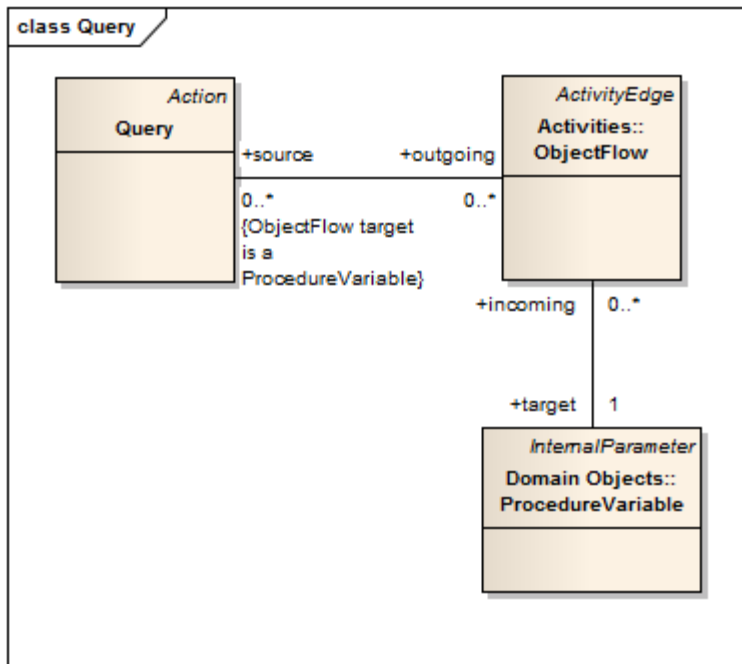 class Query
Action
Query
+source
+outgoing
0..*
0..*
{ObjectFlow target
is a
ProcedureVariable}
ActivityEdge
Activities::
ObjectFlow
+incoming
0..*
+target
1
InternalParameter
Domain Objects::
ProcedureVariable